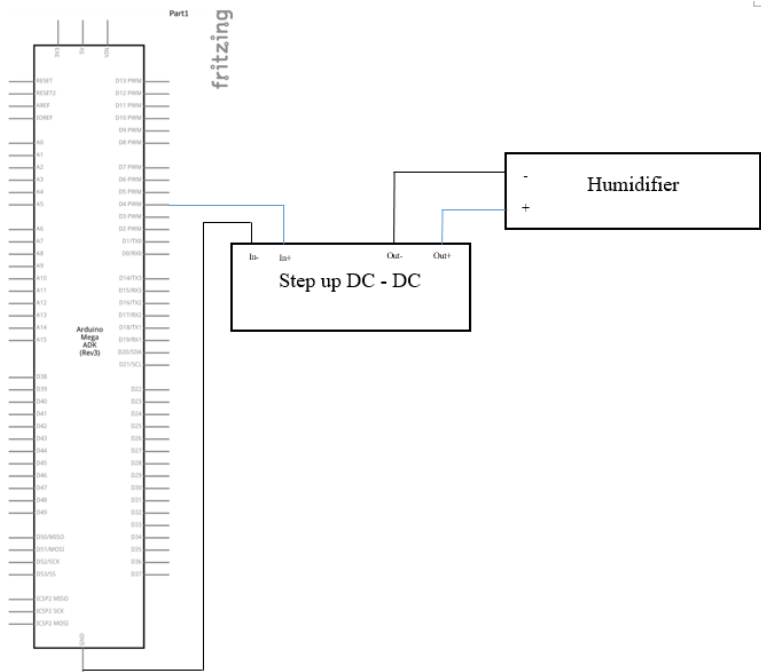 Part1
fritzing
3V3
5V
VIN
RESET
RESET2
AREF
IOREF
A0
A1
A2
A3
A4
A5
A6
A7
A8
A9
A10
A11
A12
A13
A14
A15
D38
D39
D40
D41
D42
D43
D44
D45
D46
D47
D48
D49
D50/MISO
D51/MOSI
D52/SCK
D53/SS
ICSP2 MISO
ICSP2 SCK
ICSP2 MOSI
D13 PWM
D12 PWM
D11 PWM
D10 PWM
D9 PWM
D8 PWM
D7 PWM
D6 PWM
D5 PWM
D4 PWM
D3 PWM
D2 PWM
D1/TX0
D0/RX0
D14/TX3
D15/RX3
D16/TX2
D17/RX2
D18/TX1
D19/RX1
D20/SDA
D21/SCL
D22
D23
D24
D25
D26
D27
D28
D29
D30
D31
D32
D33
D34
D35
D36
D37
Arduino
Mega
ADK
(Rev3)
GND
In-
In+
Out-
Out+
Step up DC - DC
-
Humidifier
+